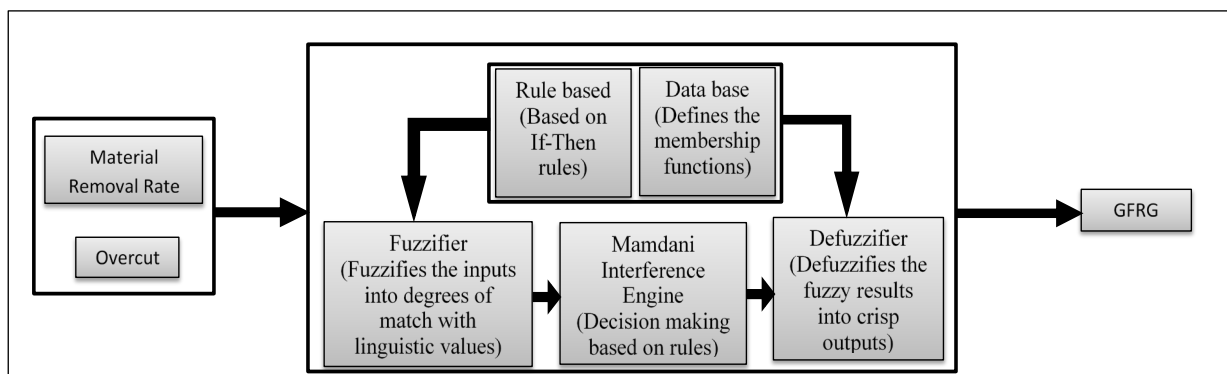 Material
Removal Rate
Overcut
Rule based
(Based on
If-Then
rules)
Data base
(Defines the
membership
functions)
Fuzzifier
(Fuzzifies the inputs
into degrees of
match with
linguistic values)
Mamdani
Interference
Engine
(Decision making
based on rules)
Defuzzifier
(Defuzzifies the
fuzzy results
into crisp
outputs)
GFRG